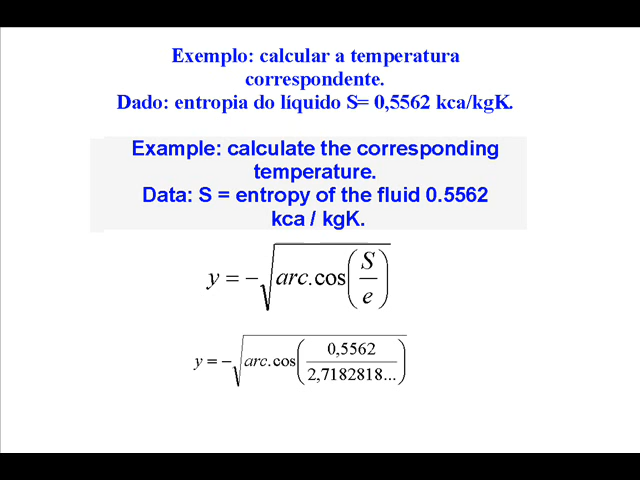 Exemplo: calcular a temperatura
correspondente.
Dado: entropia do líquido S= 0,5562 kca/kgK.
Example: calculate the corresponding
temperature.
Data: S = entropy of the fluid 0.5562
kca / kgK.
y = −√(arc.cos(S/e))
y = −√(arc.cos(0,5562/2,7182818...))